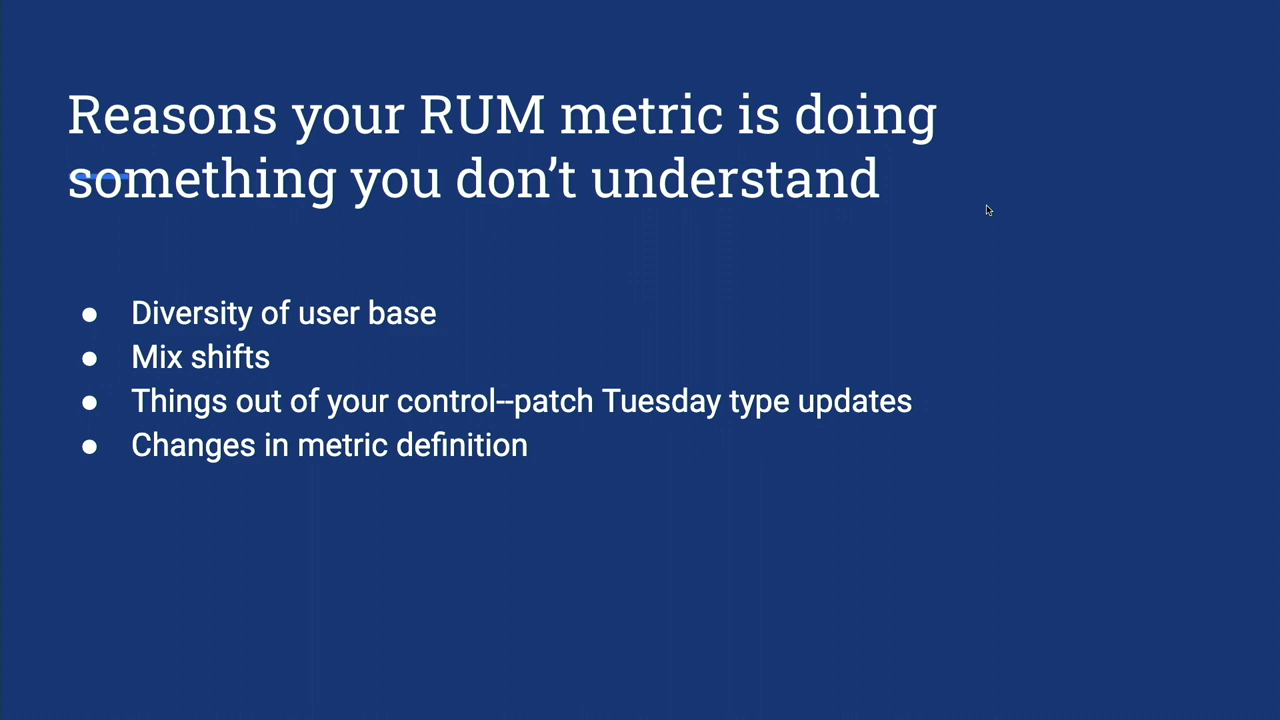 Reasons your RUM metric is doing
something you don’t understand
● Diversity of user base
● Mix shifts
● Things out of your control--patch Tuesday type updates
● Changes in metric definition